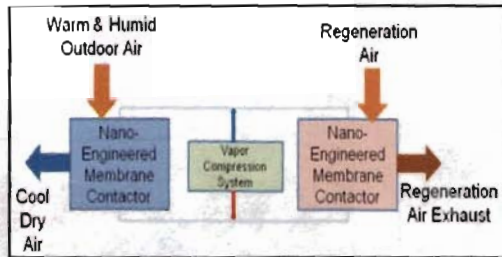 Warm & Humid
Outdoor Air
Regeneration
Air
Nano-
Engineered
Membrane
Contactor
Vapor
Compression
System
Nano-
Engineered
Membrane
Contactor
Cool
Dry
Air
Regeneration
Air Exhaust